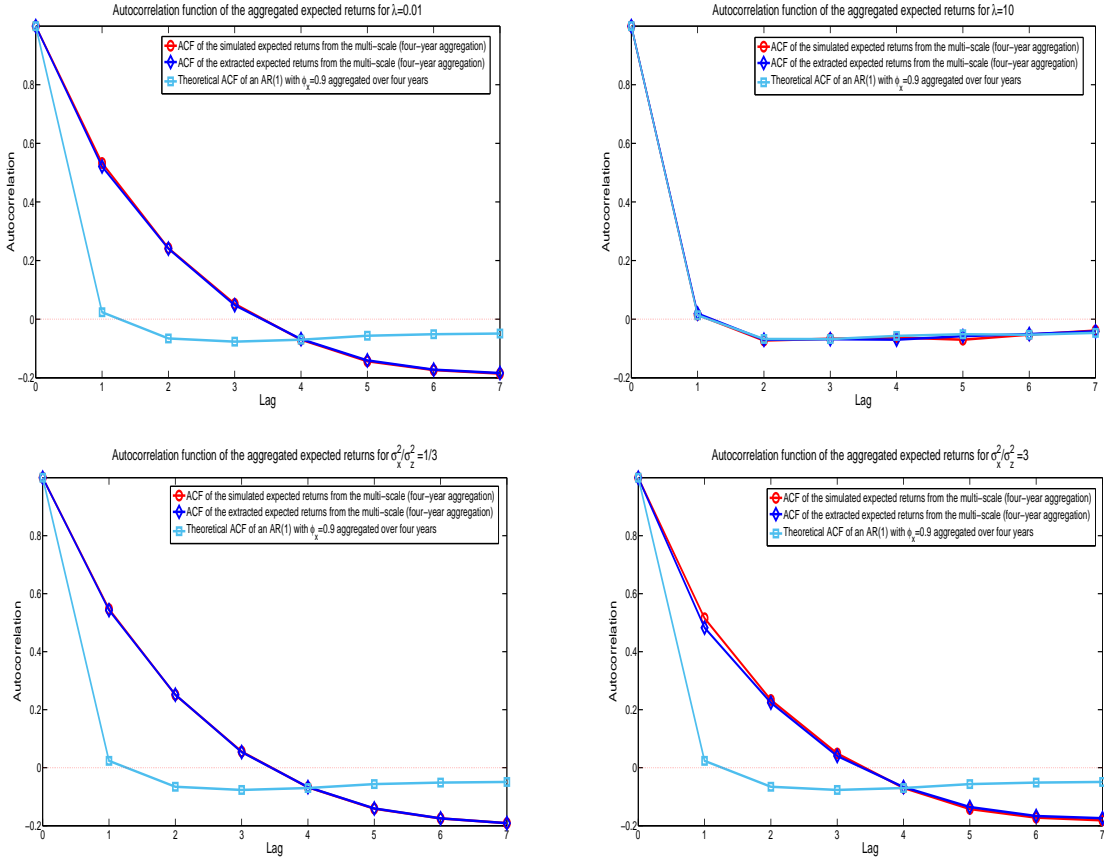 Autocorrelation function of the aggregated expected returns for λ=0.01
ACF of the simulated expected returns from the multi−scale (four−year aggregation)
ACF of the extracted expected returns from the multi−scale (four−year aggregation)
Theoretical ACF of an AR(1) with ϕx=0.9 aggregated over four years
0.8
0.6
0.4
0.2
0
−0.2
Autocorrelation
0 1 2 3 4 5 6 7
Lag
Autocorrelation function of the aggregated expected returns for λ=10
ACF of the simulated expected returns from the multi−scale (four−year aggregation)
ACF of the extracted expected returns from the multi−scale (four−year aggregation)
Theoretical ACF of an AR(1) with ϕx=0.9 aggregated over four years
0.8
0.6
0.4
0.2
0
−0.2
Autocorrelation
0 1 2 3 4 5 6 7
Lag
Autocorrelation function of the aggregated expected returns for σx²/σz²=1/3
ACF of the simulated expected returns from the multi−scale (four−year aggregation)
ACF of the extracted expected returns from the multi−scale (four−year aggregation)
Theoretical ACF of an AR(1) with ϕx=0.9 aggregated over four years
0.8
0.6
0.4
0.2
0
−0.2
Autocorrelation
0 1 2 3 4 5 6 7
Lag
Autocorrelation function of the aggregated expected returns for σx²/σz²=3
ACF of the simulated expected returns from the multi−scale (four−year aggregation)
ACF of the extracted expected returns from the multi−scale (four−year aggregation)
Theoretical ACF of an AR(1) with ϕx=0.9 aggregated over four years
0.8
0.6
0.4
0.2
0
−0.2
Autocorrelation
0 1 2 3 4 5 6 7
Lag